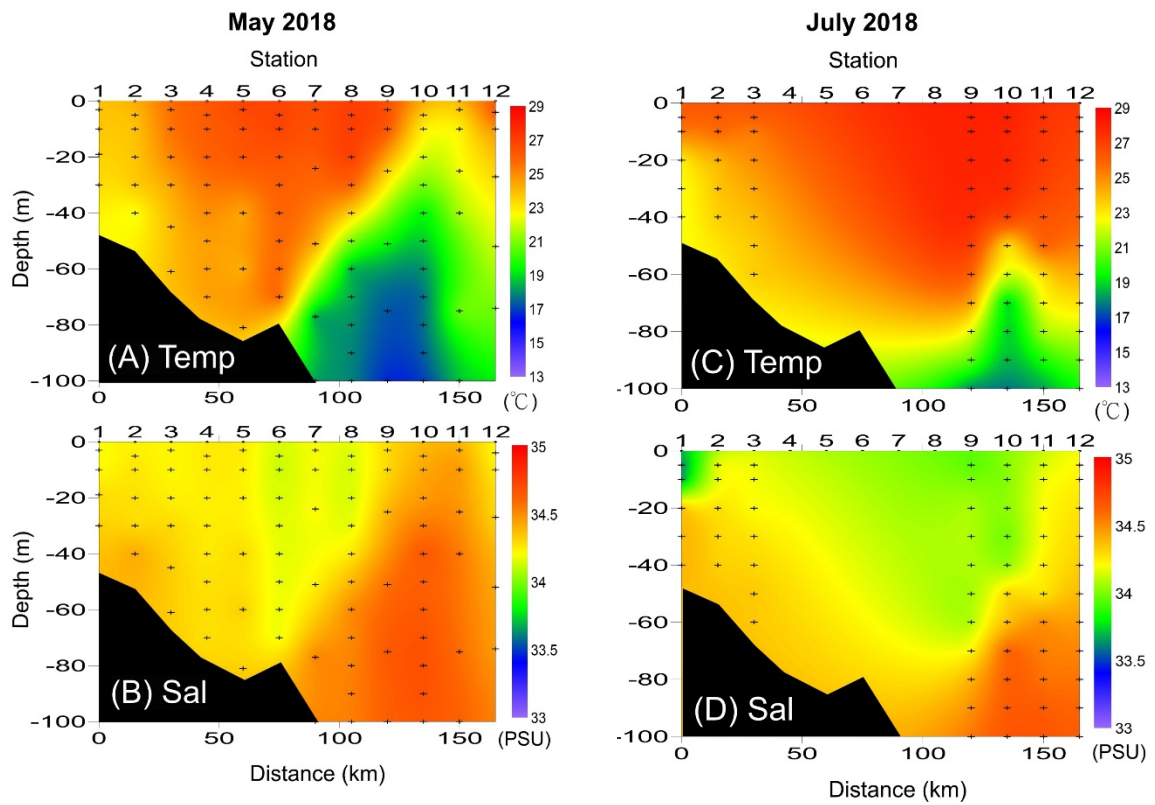 May 2018
Station
1 2 3 4 5 6 7 8 9 10 11 12
0
-20
-40
-60
-80
-100
Depth (m)
(A) Temp
0 50 100 150 (℃)
29
27
25
23
21
19
17
15
13
July 2018
Station
1 2 3 4 5 6 7 8 9 10 11 12
0
-20
-40
-60
-80
-100
(C) Temp
0 50 100 150 (℃)
29
27
25
23
21
19
17
15
13
1 2 3 4 5 6 7 8 9 10 11 12
0
-20
-40
-60
-80
-100
Depth (m)
(B) Sal
0 50 100 150 (PSU)
Distance (km)
35
34.5
34
33.5
33
1 2 3 4 5 6 7 8 9 10 11 12
0
-20
-40
-60
-80
-100
(D) Sal
0 50 100 150 (PSU)
Distance (km)
35
34.5
34
33.5
33